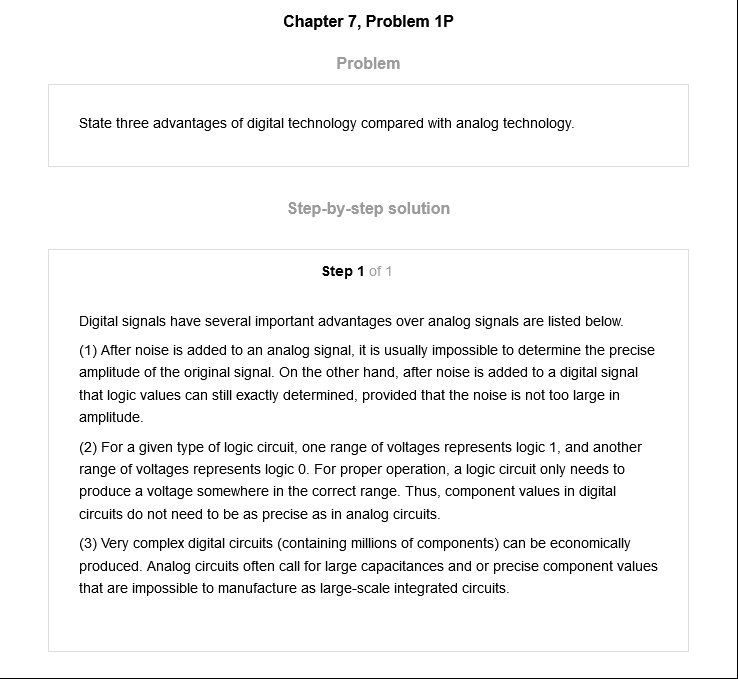 Chapter 7, Problem 1P
Problem
State three advantages of digital technology compared with analog technology.
Step-by-step solution
Step 1 of 1
Digital signals have several important advantages over analog signals are listed below.
(1) After noise is added to an analog signal, it is usually impossible to determine the precise
amplitude of the original signal. On the other hand, after noise is added to a digital signal
that logic values can still exactly determined, provided that the noise is not too large in
amplitude.
(2) For a given type of logic circuit, one range of voltages represents logic 1, and another
range of voltages represents logic 0. For proper operation, a logic circuit only needs to
produce a voltage somewhere in the correct range. Thus, component values in digital
circuits do not need to be as precise as in analog circuits.
(3) Very complex digital circuits (containing millions of components) can be economically
produced. Analog circuits often call for large capacitances and or precise component values
that are impossible to manufacture as large-scale integrated circuits.